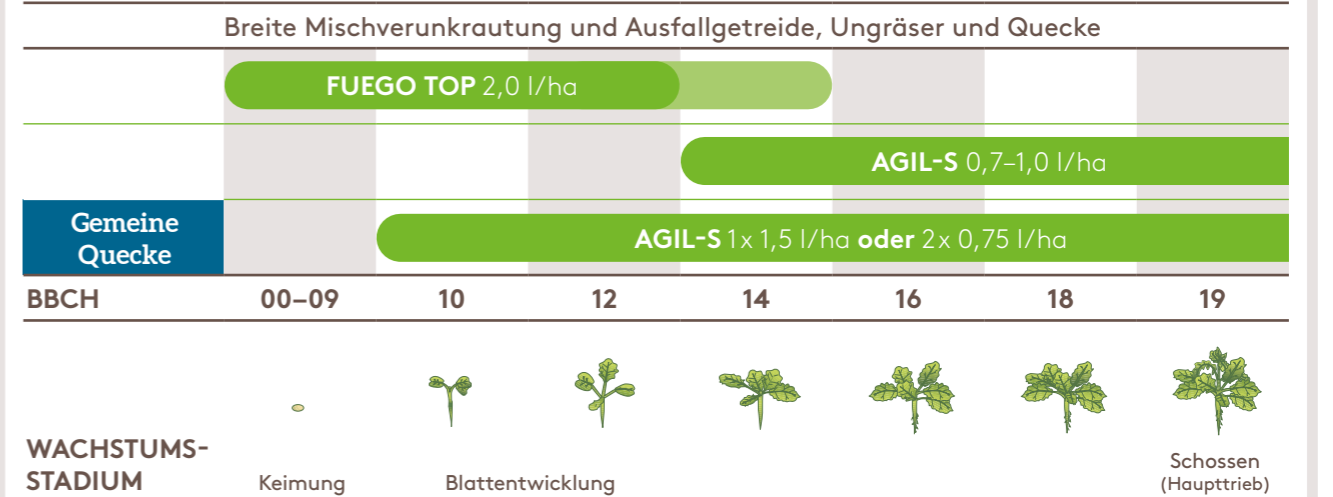 Breite Mischverunkrautung und Ausfallgetreide, Ungräser und Quecke
FUEGO TOP 2,0 l/ha
AGIL-S 0,7–1,0 l/ha
Gemeine
Quecke
AGIL-S 1x 1,5 l/ha oder 2x 0,75 l/ha
BBCH 00–09 10 12 14 16 18 19
WACHSTUMS-
STADIUM
Keimung Blattentwicklung
Schossen
(Haupttrieb)